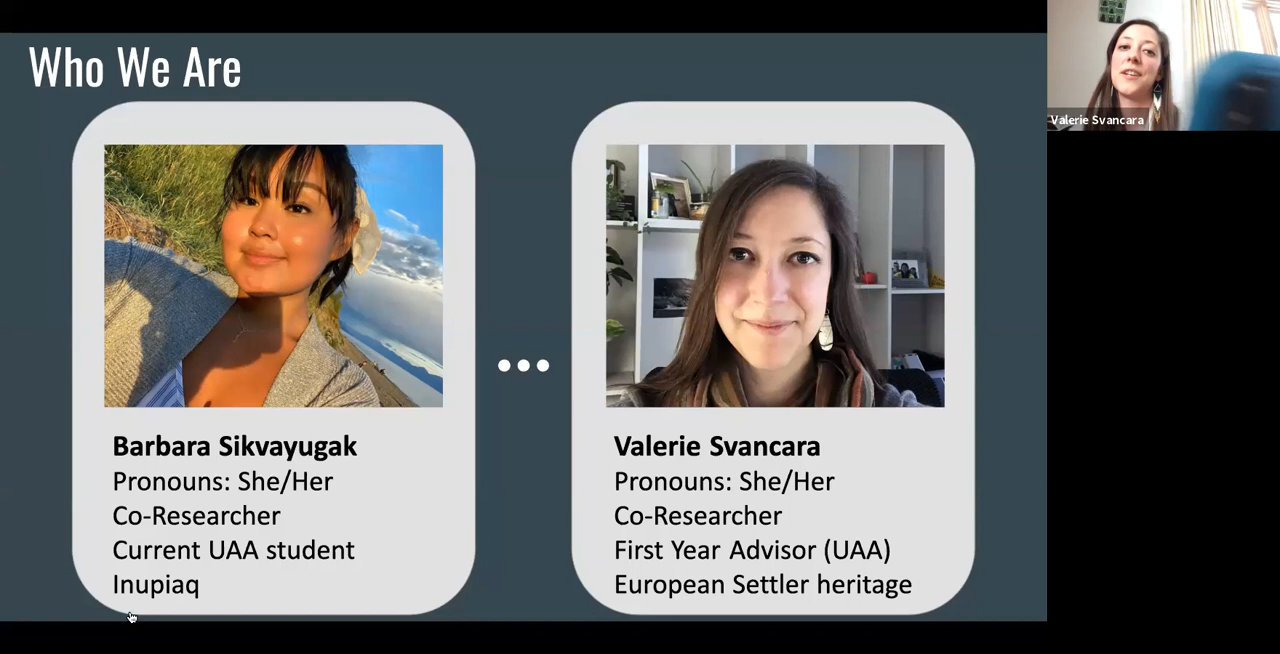 Who We Are
Valerie Svancara
Barbara Sikvayugak
Pronouns: She/Her
Co-Researcher
Current UAA student
Inupiaq
Valerie Svancara
Pronouns: She/Her
Co-Researcher
First Year Advisor (UAA)
European Settler heritage